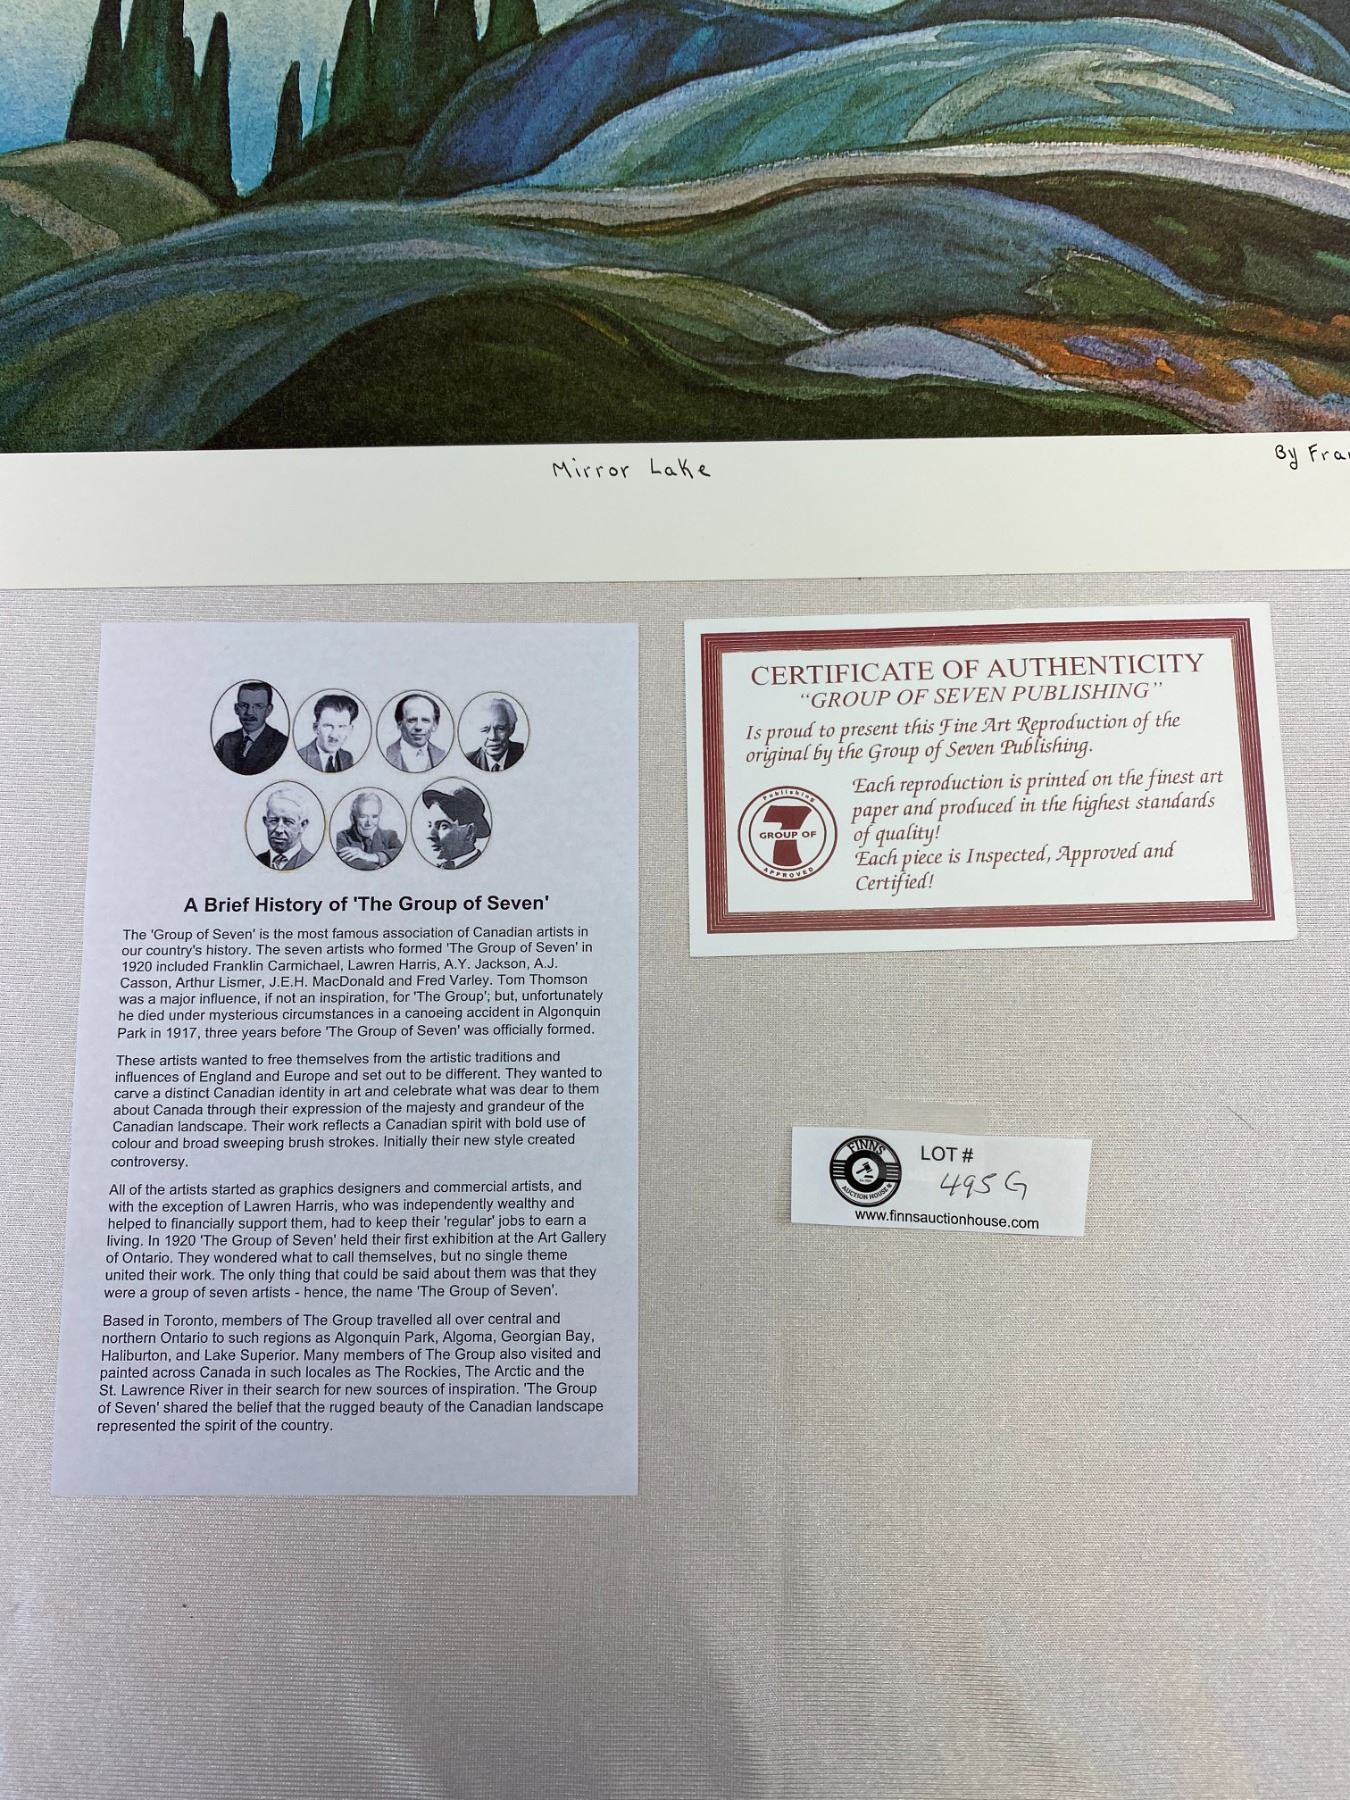 Mirror Lake
By Fra
A Brief History of 'The Group of Seven'
The 'Group of Seven' is the most famous association of Canadian artists in
our country's history. The seven artists who formed 'The Group of Seven' in
1920 included Franklin Carmichael, Lawren Harris, A.Y. Jackson, A.J.
Casson, Arthur Lismer, J.E.H. MacDonald and Fred Varley. Tom Thomson
was a major influence, if not an inspiration, for 'The Group'; but, unfortunately
he died under mysterious circumstances in a canoeing accident in Algonquin
Park in 1917, three years before 'The Group of Seven' was officially formed.
These artists wanted to free themselves from the artistic traditions and
influences of England and Europe and set out to be different. They wanted to
carve a distinct Canadian identity in art and celebrate what was dear to them
about Canada through their expression of the majesty and grandeur of the
Canadian landscape. Their work reflects a Canadian spirit with bold use of
colour and broad sweeping brush strokes. Initially their new style created
controversy.
All of the artists started as graphics designers and commercial artists, and
with the exception of Lawren Harris, who was independently wealthy and
helped to financially support them, had to keep their 'regular' jobs to earn a
living. In 1920 'The Group of Seven' held their first exhibition at the Art Gallery
of Ontario. They wondered what to call themselves, but no single theme
united their work. The only thing that could be said about them was that they
were a group of seven artists - hence, the name 'The Group of Seven'.
Based in Toronto, members of The Group travelled all over central and
northern Ontario to such regions as Algonquin Park, Algoma, Georgian Bay,
Haliburton, and Lake Superior. Many members of The Group also visited and
painted across Canada in such locales as The Rockies, The Arctic and the
St. Lawrence River in their search for new sources of inspiration. 'The Group
of Seven' shared the belief that the rugged beauty of the Canadian landscape
represented the spirit of the country.
CERTIFICATE OF AUTHENTICITY
"GROUP OF SEVEN PUBLISHING"
Is proud to present this Fine Art Reproduction of the
original by the Group of Seven Publishing.
Each reproduction is printed on the finest art
paper and produced in the highest standards
of quality!
Each piece is Inspected, Approved and
Certified!
Publishing
7
GROUP OF
APPROVED
FINNS
AUCTION HOUSE
LOT #
495G
www.finnsauctionhouse.com